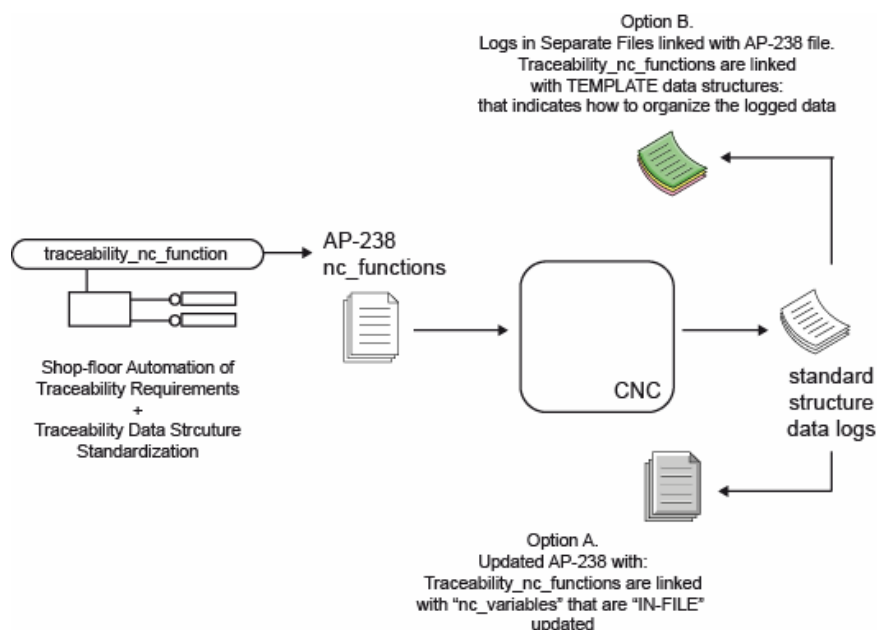 Option B.
Logs in Separate Files linked with AP-238 file.
Traceability_nc_functions are linked
with TEMPLATE data structures:
that indicates how to organize the logged data
traceability_nc_function
AP-238
nc_functions
Shop-floor Automation of
Traceability Requirements
+
Traceability Data Strcuture
Standardization
CNC
standard
structure
data logs
Option A.
Updated AP-238 with:
Traceability_nc_functions are linked
with “nc_variables” that are “IN-FILE”
updated